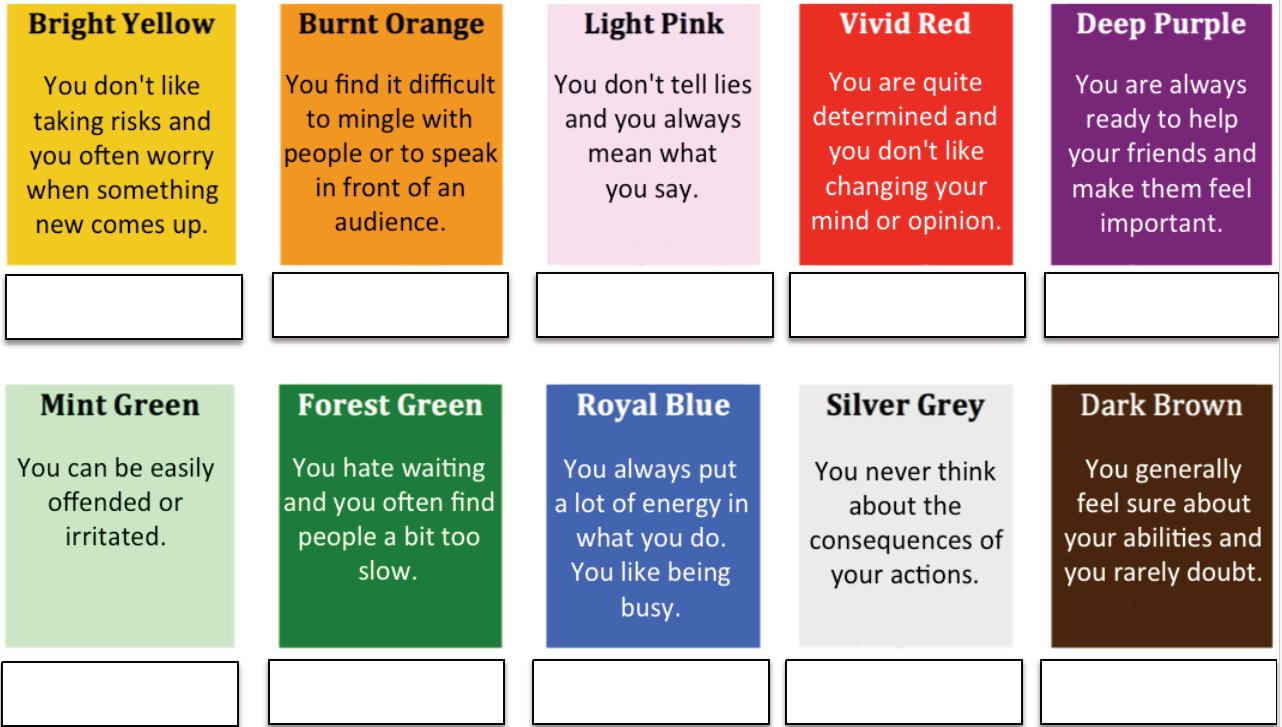 Bright Yellow
You don't like
taking risks and
you often worry
when something
new comes up.
Burnt Orange
You find it difficult
to mingle with
people or to speak
in front of an
audience.
Light Pink
You don't tell lies
and you always
mean what
you say.
Vivid Red
You are quite
determined and
you don't like
changing your
mind or opinion.
Deep Purple
You are always
ready to help
your friends and
make them feel
important.
Mint Green
You can be easily
offended or
irritated.
Forest Green
You hate waiting
and you often find
people a bit too
slow.
Royal Blue
You always put
a lot of energy in
what you do.
You like being
busy.
Silver Grey
You never think
about the
consequences of
your actions.
Dark Brown
You generally
feel sure about
your abilities and
you rarely doubt.